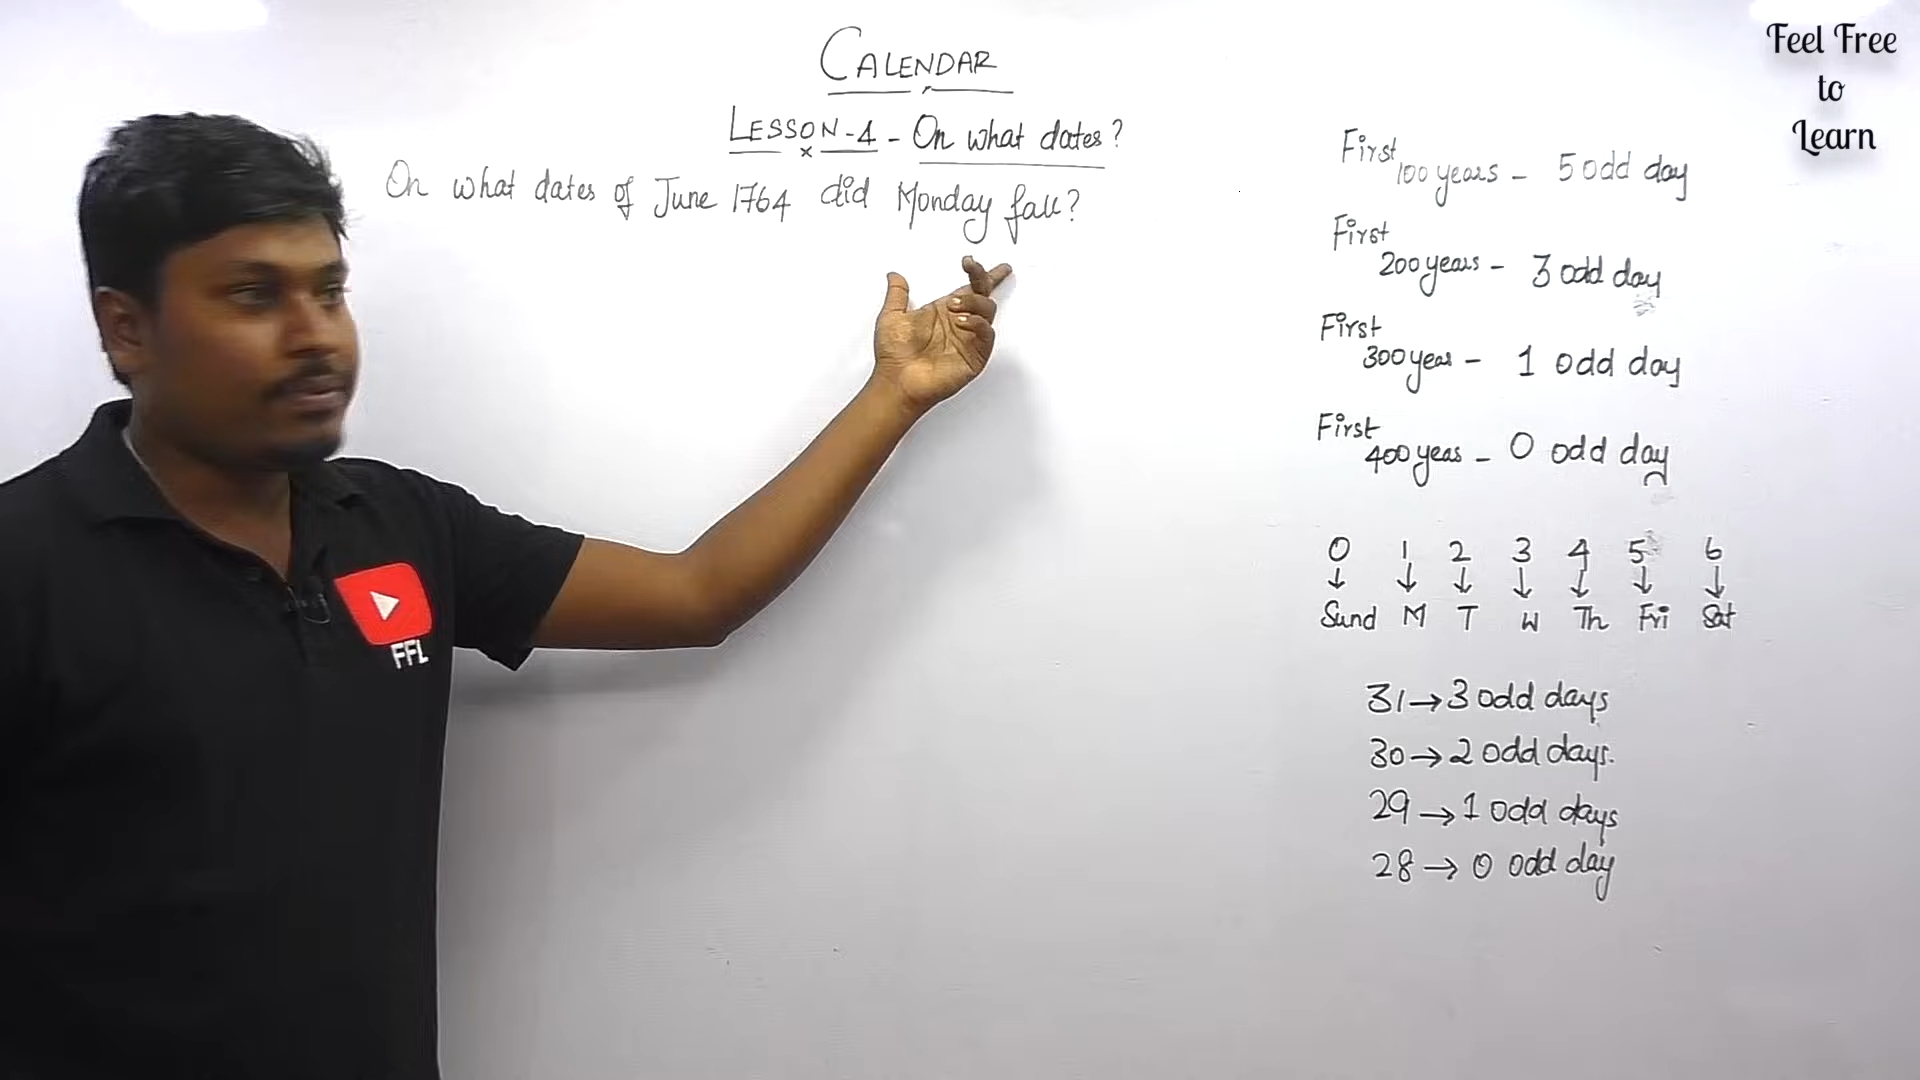 CALENDAR
LESSON-4 - On what dates?
On what dates of June 1764 did Monday fall?
First 100 years - 5 odd day
First 200 years - 3 odd day
First 300 year - 1 odd day
First 400 yeas - 0 odd day
0 1 2 3 4 5 6
↓ ↓ ↓ ↓ ↓ ↓ ↓
Sund M T W Th Fri Sat
31→3 odd days
30→2 odd days.
29→1 odd days
28→0 odd day
Feel Free
to
Learn
FFL